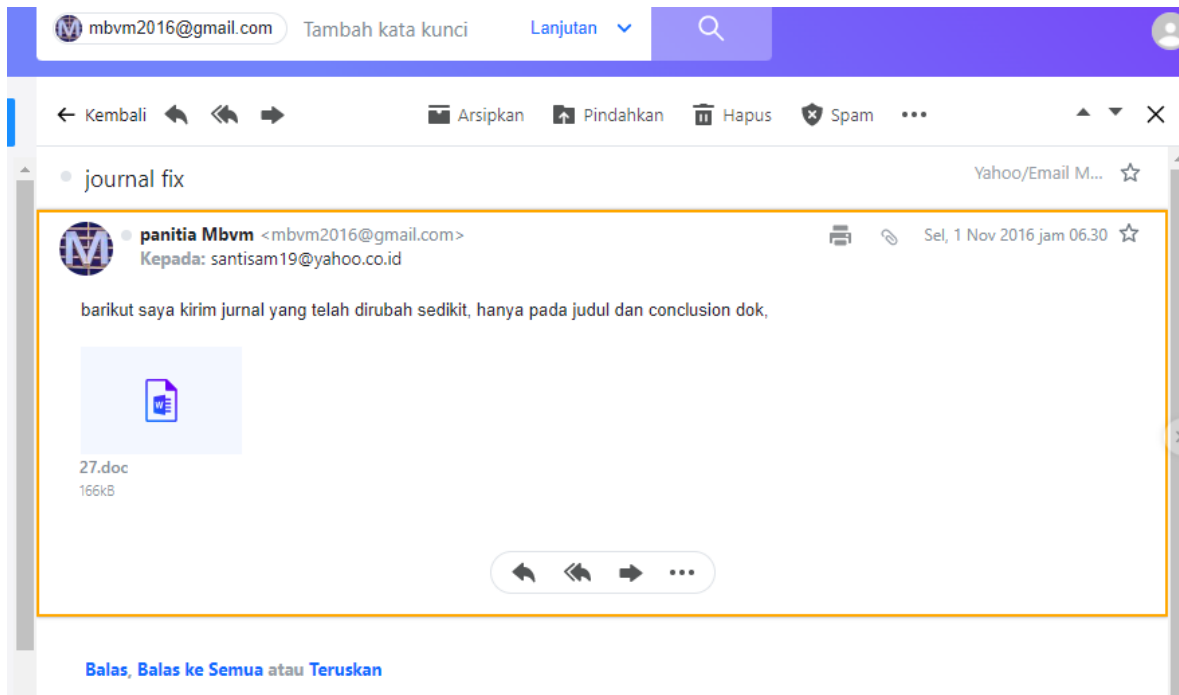 mbvm2016@gmail.com Tambah kata kunci Lanjutan
Kembali Arsipkan Pindahkan Hapus Spam
journal fix Yahoo/Email M...
panitia Mbvm <mbvm2016@gmail.com> Sel, 1 Nov 2016 jam 06.30
Kepada: santisam19@yahoo.co.id
barikut saya kirim jurnal yang telah dirubah sedikit, hanya pada judul dan conclusion dok,
27.doc
166kB
Balas, Balas ke Semua atau Teruskan